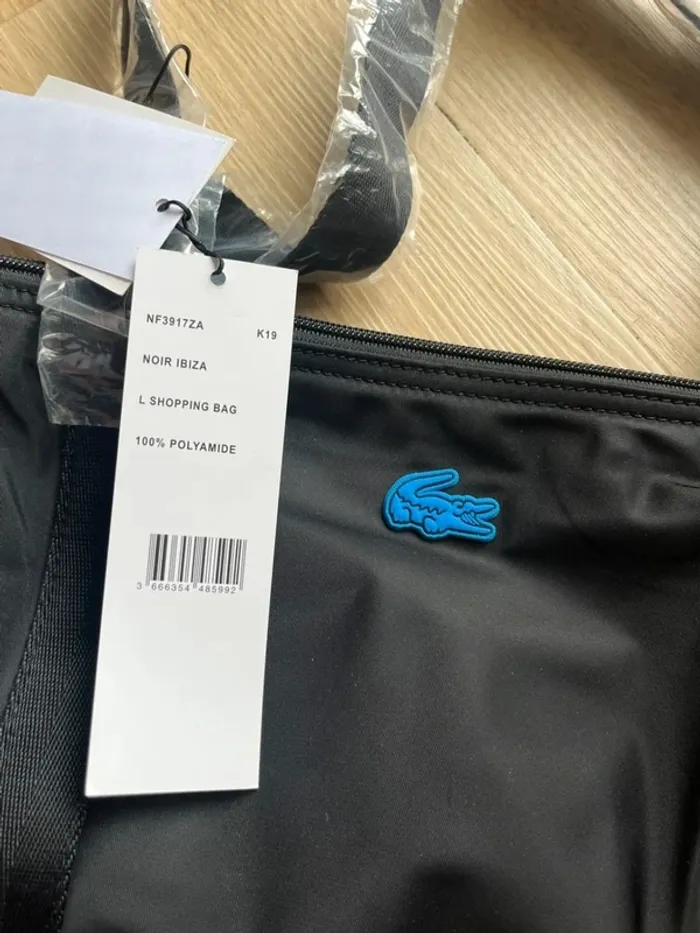 NF3917ZA K19
NOIR IBIZA
L SHOPPING BAG
100% POLYAMIDE
3 666354 485992